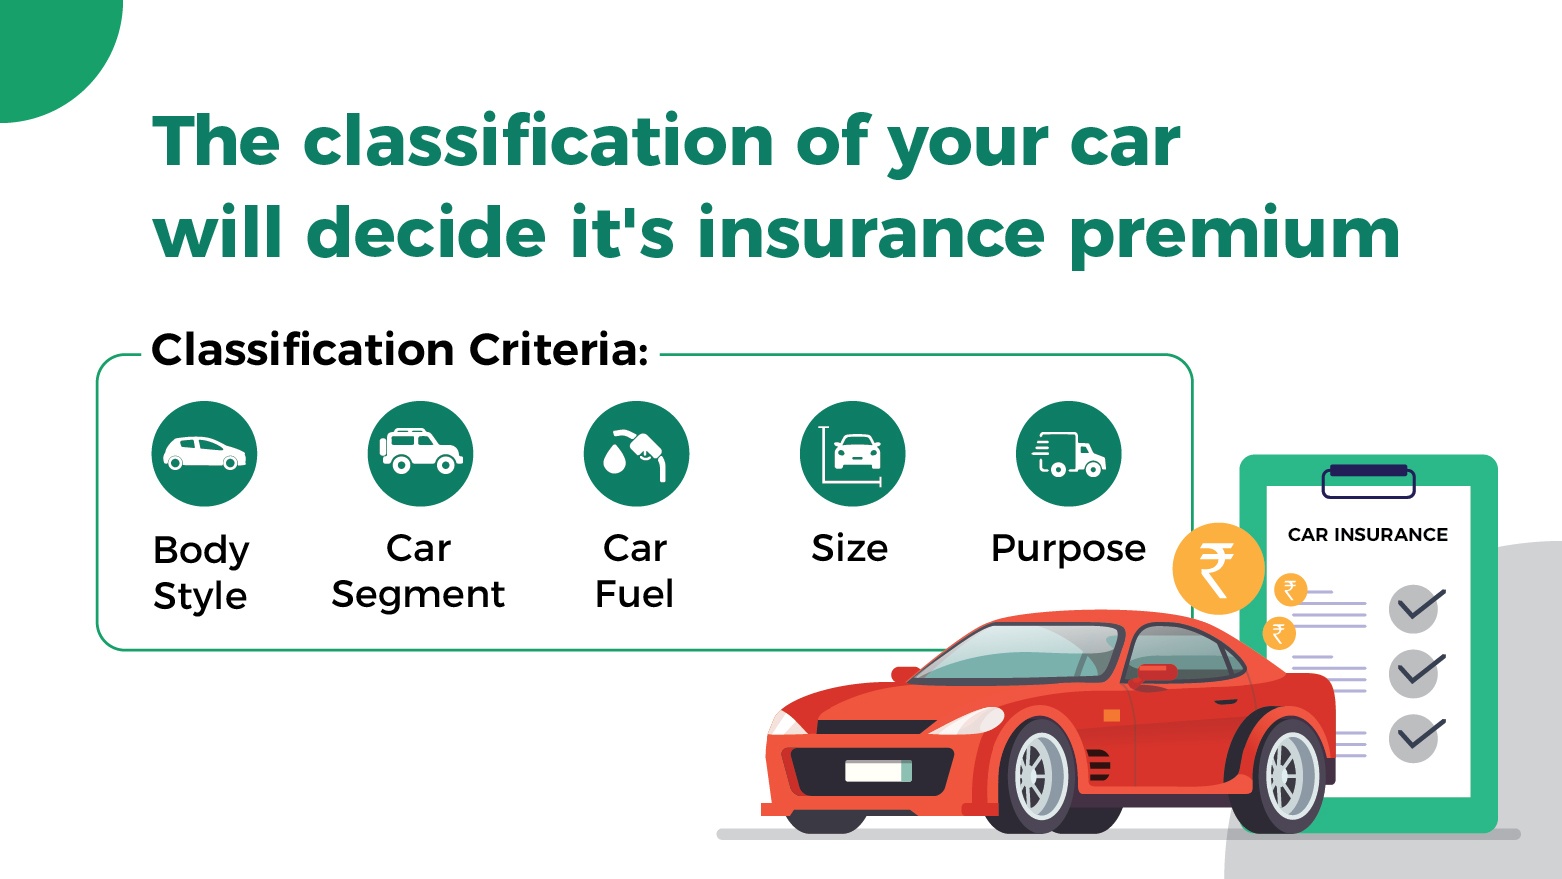 The classification of your car
will decide it's insurance premium
Classification Criteria:
Body
Style
Car
Segment
Car
Fuel
Size
Purpose
₹
CAR INSURANCE
₹
₹